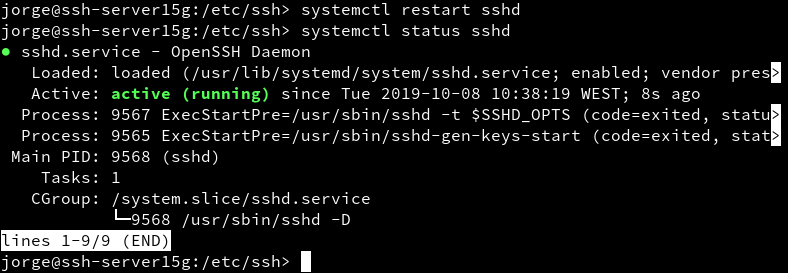 jorge@ssh-server15g:/etc/ssh> systemctl restart sshd
jorge@ssh-server15g:/etc/ssh> systemctl status sshd
● sshd.service - OpenSSH Daemon
   Loaded: loaded (/usr/lib/systemd/system/sshd.service; enabled; vendor pres>
   Active: active (running) since Tue 2019-10-08 10:38:19 WEST; 8s ago
  Process: 9567 ExecStartPre=/usr/sbin/sshd -t $SSHD_OPTS (code=exited, statu>
  Process: 9565 ExecStartPre=/usr/sbin/sshd-gen-keys-start (code=exited, stat>
 Main PID: 9568 (sshd)
    Tasks: 1
   CGroup: /system.slice/sshd.service
           └─9568 /usr/sbin/sshd -D
lines 1-9/9 (END)
jorge@ssh-server15g:/etc/ssh>